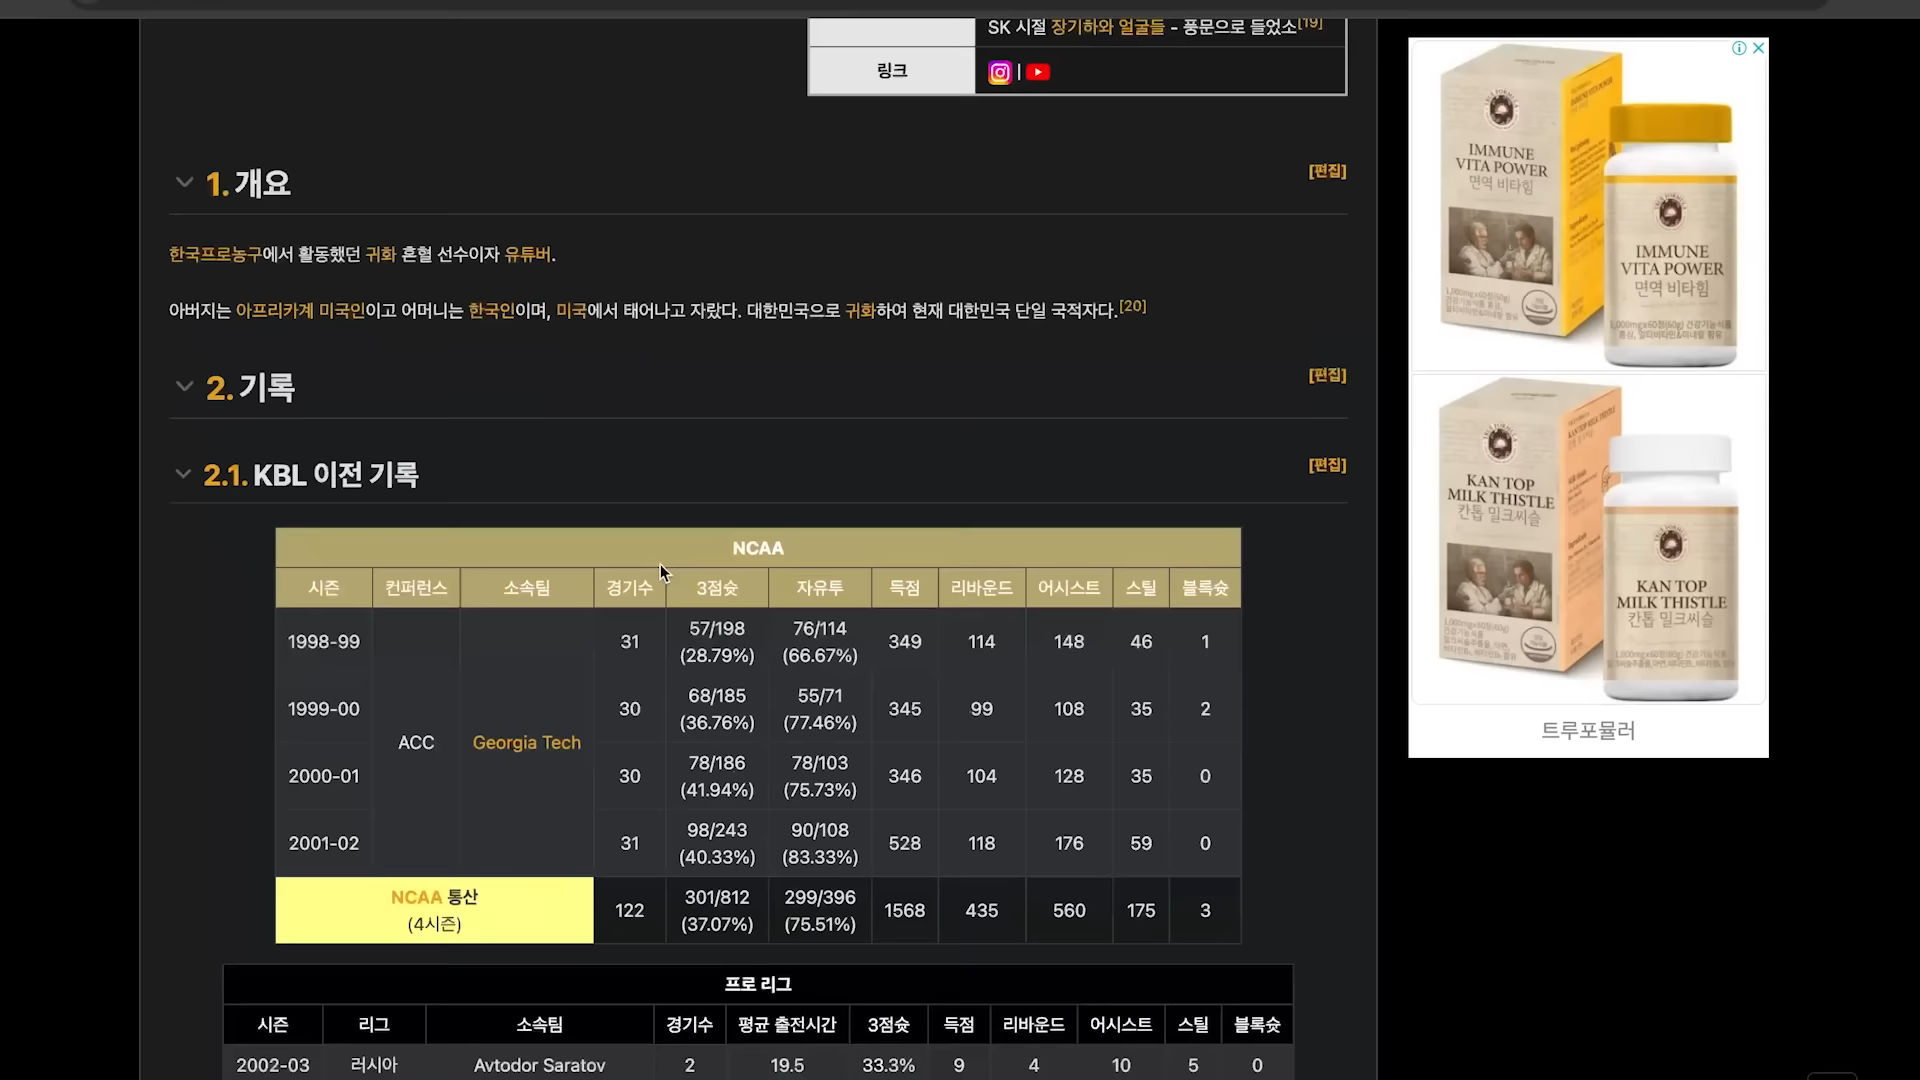 SK 시절 장기하와 얼굴들 - 풍문으로 들었소[19]
링크
|
1. 개요
[편집]
한국프로농구에서 활동했던 귀화 혼혈 선수이자 유튜버.
아버지는 아프리카계 미국인이고 어머니는 한국인이며, 미국에서 태어나고 자랐다. 대한민국으로 귀화하여 현재 대한민국 단일 국적자다.[20]
2. 기록
[편집]
2.1. KBL 이전 기록
[편집]
NCAA
시즌 컨퍼런스 소속팀 경기수 3점슛 자유투 득점 리바운드 어시스트 스틸 블록슛
1998-99 31 57/198 (28.79%) 76/114 (66.67%) 349 114 148 46 1
1999-00 30 68/185 (36.76%) 55/71 (77.46%) 345 99 108 35 2
ACC Georgia Tech
2000-01 30 78/186 (41.94%) 78/103 (75.73%) 346 104 128 35 0
2001-02 31 98/243 (40.33%) 90/108 (83.33%) 528 118 176 59 0
NCAA 통산 (4시즌) 122 301/812 (37.07%) 299/396 (75.51%) 1568 435 560 175 3
프로 리그
시즌 리그 소속팀 경기수 평균 출전시간 3점슛 득점 리바운드 어시스트 스틸 블록슛
2002-03 러시아 Avtodor Saratov 2 19.5 33.3% 9 4 10 5 0
IMMUNE
VITA POWER
면역 비타힘
IMMUNE
VITA POWER
면역 비타힘
KAN TOP
MILK THISTLE
칸톱 밀크씨슬
KAN TOP
MILK THISTLE
칸톱 밀크씨슬
트루포뮬러